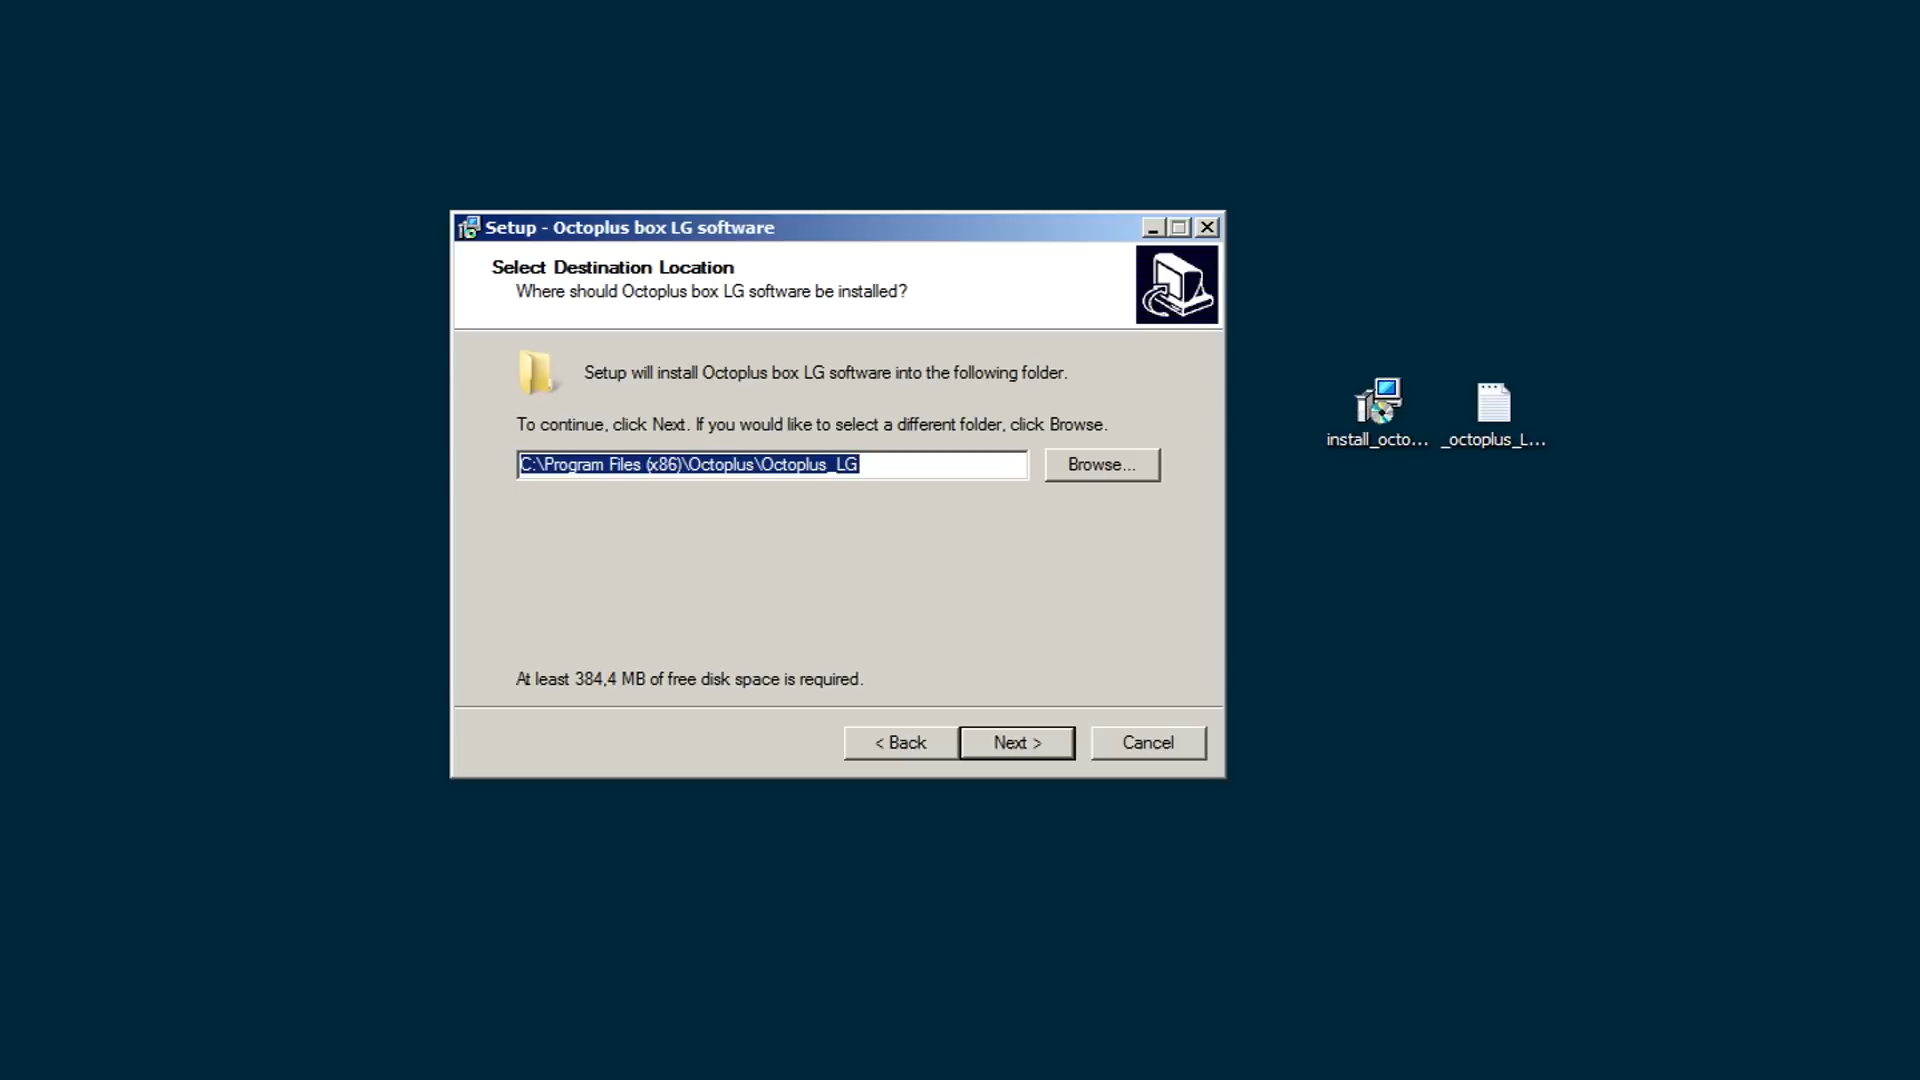 Setup - Octoplus box LG software
Select Destination Location
Where should Octoplus box LG software be installed?
Setup will install Octoplus box LG software into the following folder.
To continue, click Next. If you would like to select a different folder, click Browse.
C:\Program Files (x86)\Octoplus\Octoplus_LG
Browse...
At least 384,4 MB of free disk space is required.
< Back
Next >
Cancel
install_octo...
_octoplus_L...